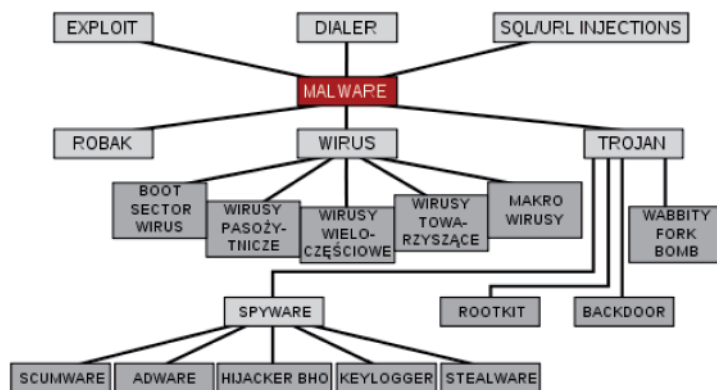 EXPLOIT
DIALER
SQL/URL INJECTIONS
MALWARE
ROBAK
WIRUS
TROJAN
BOOT
SECTOR
WIRUS
WIRUSY
PASOŻY-
TNICZE
WIRUSY
WIELO-
CZĘŚCIOWE
WIRUSY
TOWA-
RZYSZĄCE
MAKRO
WIRUSY
WABBITY
FORK
BOMB
SPYWARE
ROOTKIT
BACKDOOR
SCUMWARE
ADWARE
HIJACKER BHO
KEYLOGGER
STEALWARE